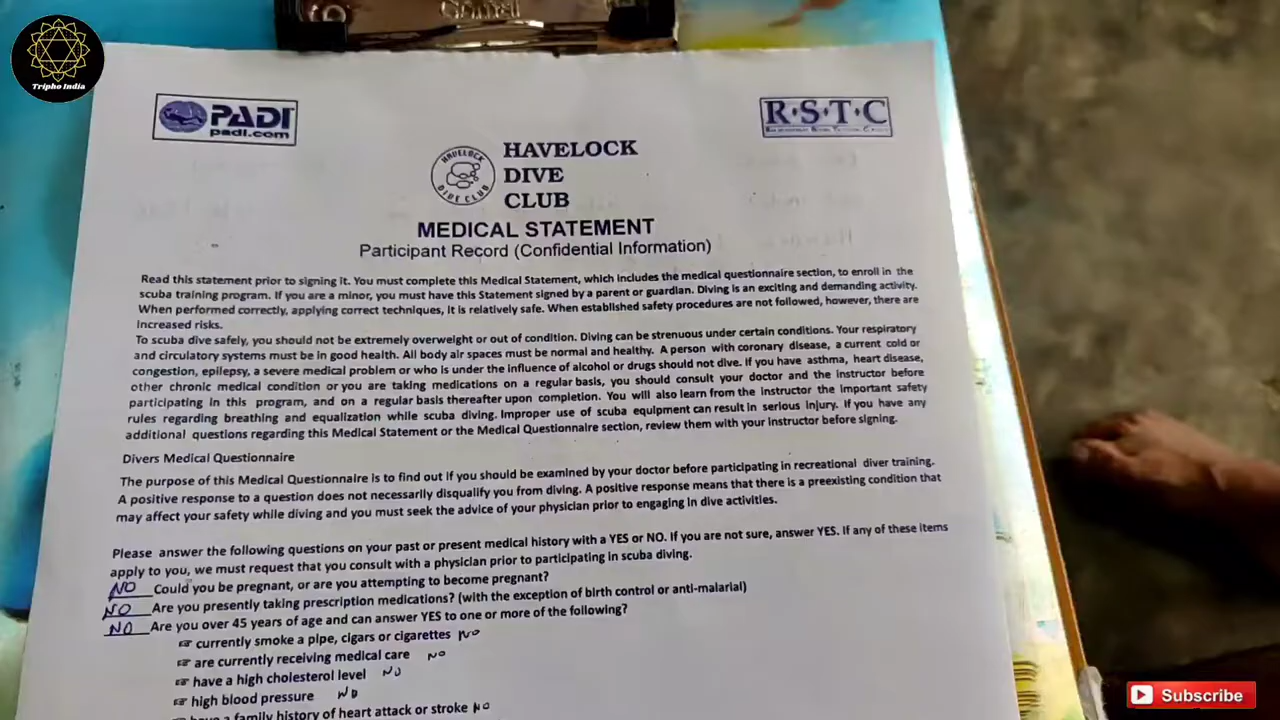 Tripho India
PADI
padi.com
R·S·T·C
HAVELOCK
DIVE CLUB
HAVELOCK
DIVE
CLUB
MEDICAL STATEMENT
Participant Record (Confidential Information)
Read this statement prior to signing it. You must complete this Medical Statement, which includes the medical questionnaire section, to enroll in the
scuba training program. If you are a minor, you must have this Statement signed by a parent or guardian. Diving is an exciting and demanding activity.
When performed correctly, applying correct techniques, it is relatively safe. When established safety procedures are not followed, however, there are
increased risks.
To scuba dive safely, you should not be extremely overweight or out of condition. Diving can be strenuous under certain conditions. Your respiratory
and circulatory systems must be in good health. All body air spaces must be normal and healthy. A person with coronary disease, a current cold or
congestion, epilepsy, a severe medical problem or who is under the influence of alcohol or drugs should not dive. If you have asthma, heart disease,
other chronic medical condition or you are taking medications on a regular basis, you should consult your doctor and the instructor before
participating in this program, and on a regular basis thereafter upon completion. You will also learn from the instructor the important safety
rules regarding breathing and equalization while scuba diving. Improper use of scuba equipment can result in serious injury. If you have any
additional questions regarding this Medical Statement or the Medical Questionnaire section, review them with your instructor before signing.
Divers Medical Questionnaire
The purpose of this Medical Questionnaire is to find out if you should be examined by your doctor before participating in recreational diver training.
A positive response to a question does not necessarily disqualify you from diving. A positive response means that there is a preexisting condition that
may affect your safety while diving and you must seek the advice of your physician prior to engaging in dive activities.
Please answer the following questions on your past or present medical history with a YES or NO. If you are not sure, answer YES. If any of these items
apply to you, we must request that you consult with a physician prior to participating in scuba diving.
NO Could you be pregnant, or are you attempting to become pregnant?
NO Are you presently taking prescription medications? (with the exception of birth control or anti-malarial)
NO Are you over 45 years of age and can answer YES to one or more of the following?
☞ currently smoke a pipe, cigars or cigarettes NO
☞ are currently receiving medical care NO
☞ have a high cholesterol level NO
☞ high blood pressure NO
have a family history of heart attack or stroke NO
Subscribe